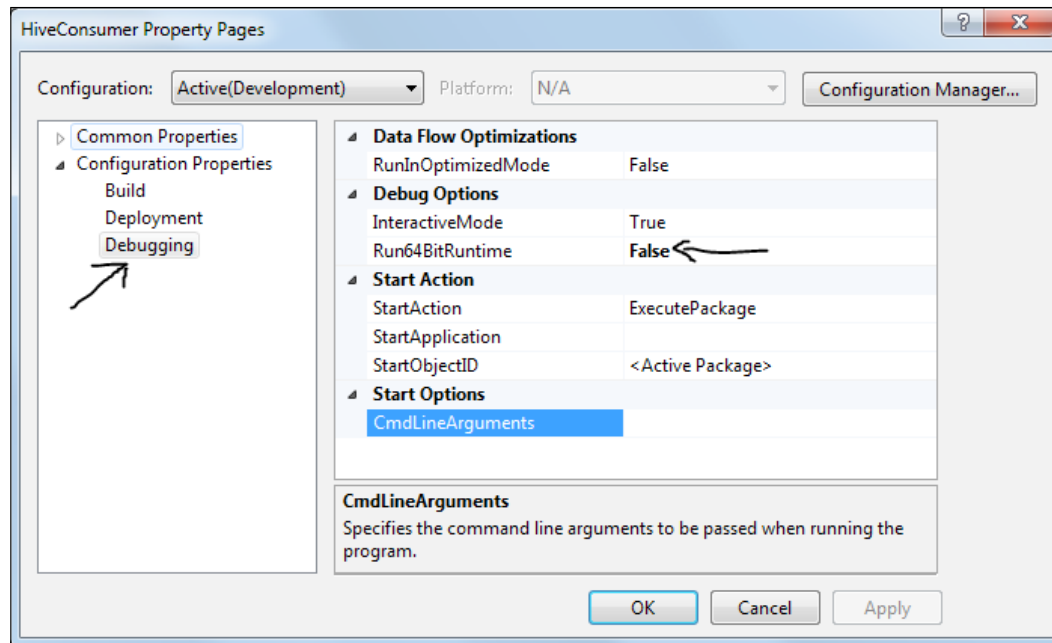 HiveConsumer Property Pages
Configuration: Active(Development) Platform: N/A Configuration Manager...
Common Properties
Configuration Properties
Build
Deployment
Debugging
Data Flow Optimizations
RunInOptimizedMode False
Debug Options
InteractiveMode True
Run64BitRuntime False
Start Action
StartAction ExecutePackage
StartApplication
StartObjectID <Active Package>
Start Options
CmdLineArguments
CmdLineArguments
Specifies the command line arguments to be passed when running the
program.
OK Cancel Apply